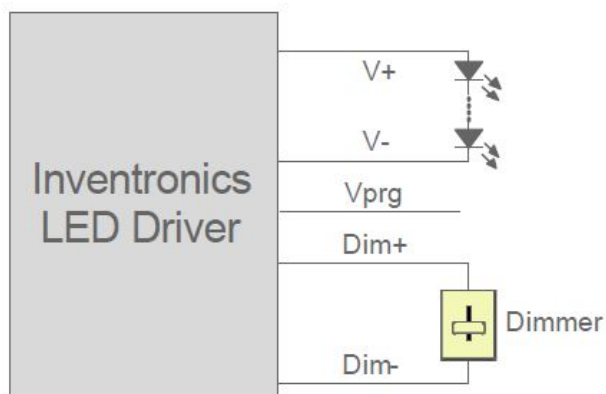 V+
V-
Inventronics
LED Driver
Vprg
Dim+
Dimmer
Dim-